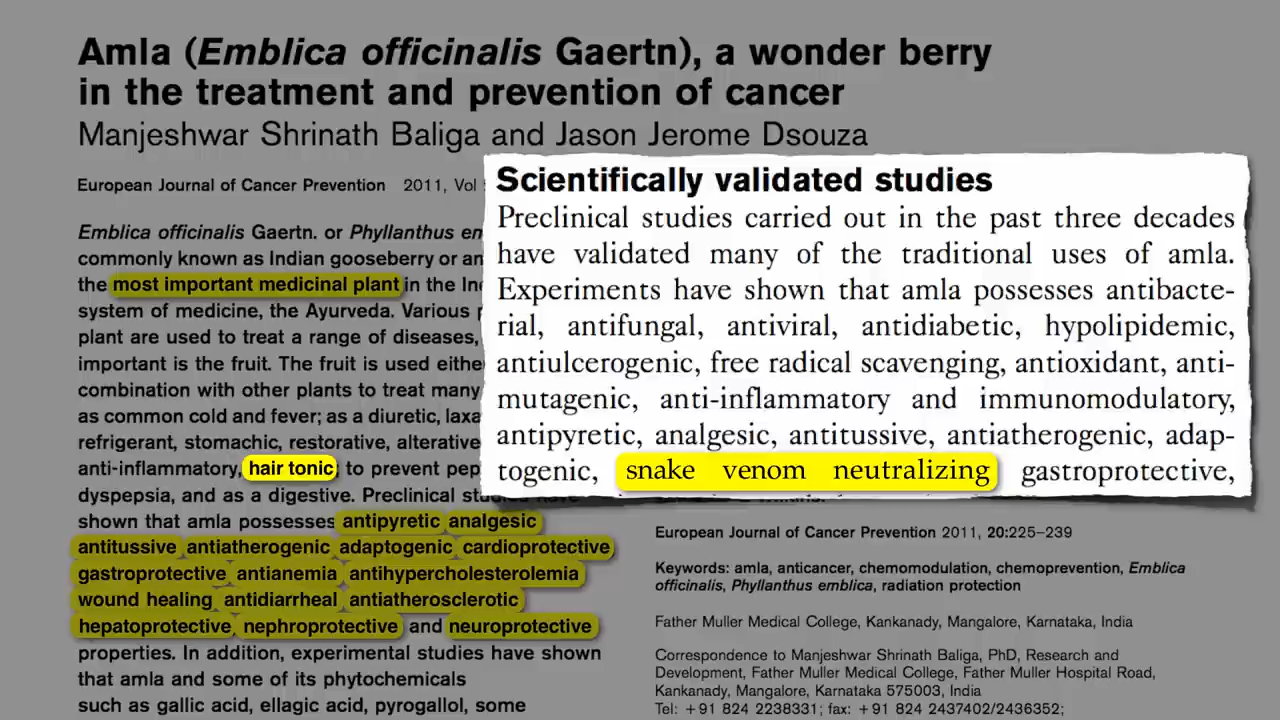 Amla (Emblica officinalis Gaertn), a wonder berry
in the treatment and prevention of cancer
Manjeshwar Shrinath Baliga and Jason Jerome Dsouza
European Journal of Cancer Prevention 2011, Vol
Emblica officinalis Gaertn. or Phyllanthus
commonly known as Indian gooseberry or
the most important medicinal plant in the
system of medicine, the Ayurveda. Various
plant are used to treat a range of diseases,
important is the fruit. The fruit is used
combination with other plants to treat many
as common cold and fever; as a diuretic,
refrigerant, stomachic, restorative, alterative
anti-inflammatory, hair tonic to prevent
dyspepsia, and as a digestive. Preclinical studies have
shown that amla possesses antipyretic analgesic
antitussive antiatherogenic adaptogenic cardioprotective
gastroprotective antianemia antihypercholesterolemia
wound healing antidiarrheal antiatherosclerotic
hepatoprotective, nephroprotective and neuroprotective
properties. In addition, experimental studies have shown
that amla and some of its phytochemicals
such as gallic acid, ellagic acid, pyrogallol, some
Scientifically validated studies
Preclinical studies carried out in the past three decades
have validated many of the traditional uses of amla.
Experiments have shown that amla possesses antibacte-
rial, antifungal, antiviral, antidiabetic, hypolipidemic,
antiulcerogenic, free radical scavenging, antioxidant, anti-
mutagenic, anti-inflammatory and immunomodulatory,
antipyretic, analgesic, antitussive, antiatherogenic, adap-
togenic, snake venom neutralizing gastroprotective,
European Journal of Cancer Prevention 2011, 20:225–239
Keywords: amla, anticancer, chemomodulation, chemoprevention, Emblica
officinalis, Phyllanthus emblica, radiation protection
Father Muller Medical College, Kankanady, Mangalore, Karnataka, India
Correspondence to Manjeshwar Shrinath Baliga, PhD, Research and
Development, Father Muller Medical College, Father Muller Hospital Road,
Kankanady, Mangalore, Karnataka 575003, India
Tel: +91 824 2238331; fax: +91 824 2437402/2436352;